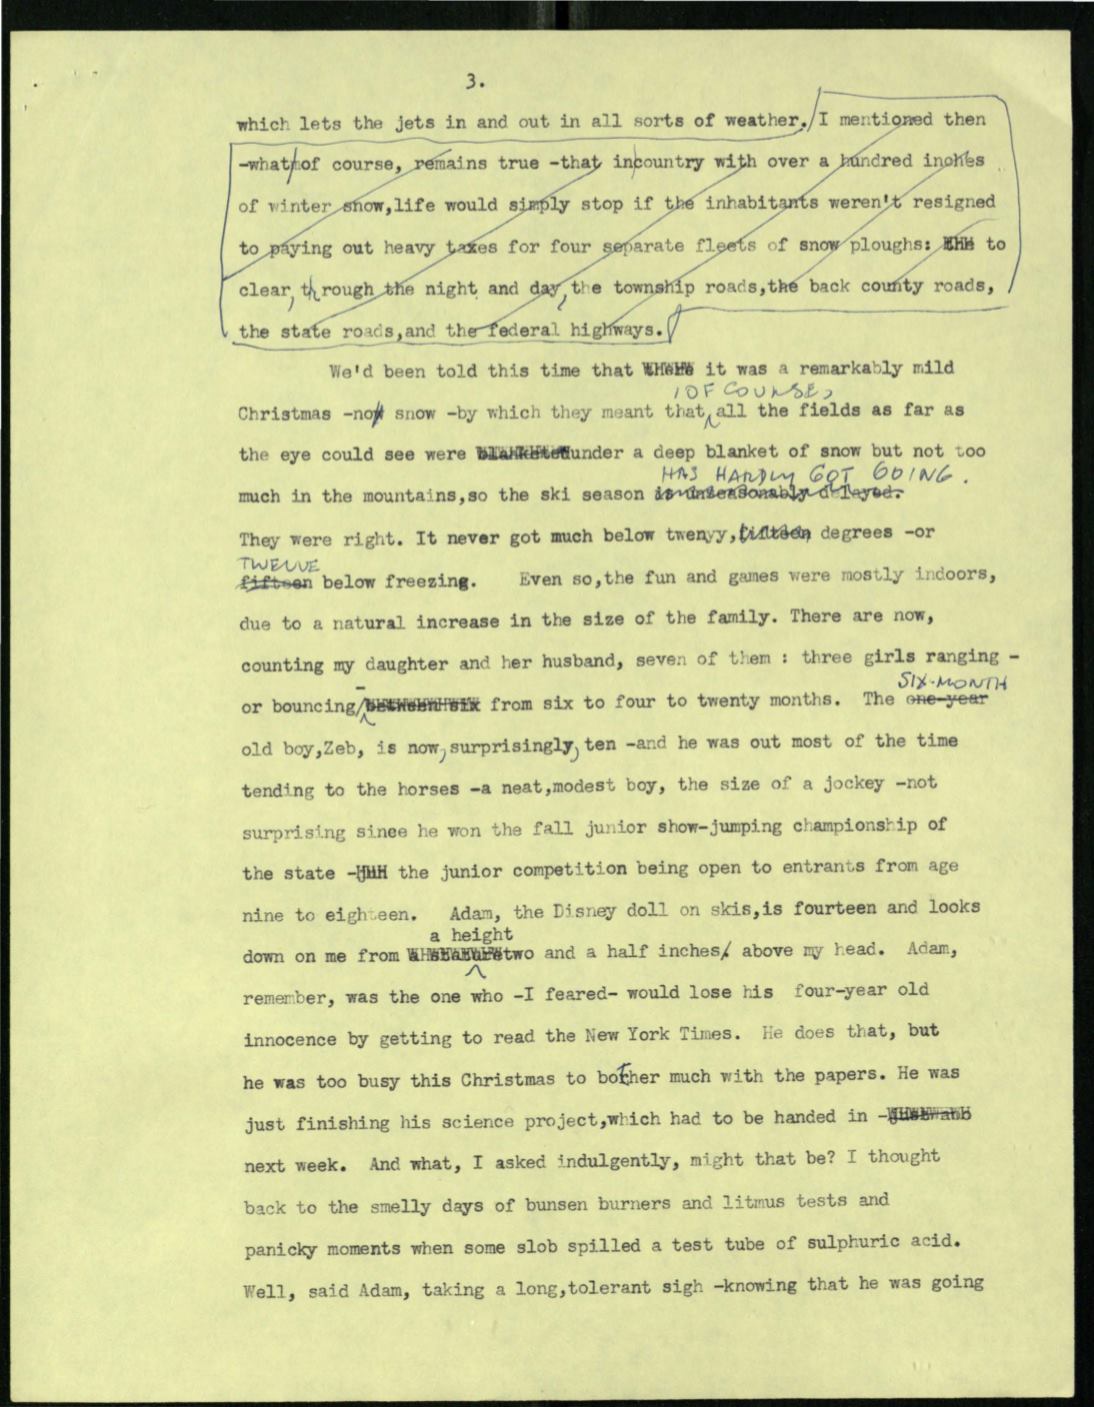 3.
which lets the jets in and out in all sorts of weather. I mentioned then
-what of course, remains true -that in country with over a hundred inches
of winter snow,life would simply stop if the inhabitants weren't resigned
to paying out heavy taxes for four separate fleets of snow ploughs: to
clear, through the night and day, the township roads,the back county roads,
the state roads,and the federal highways.
We'd been told this time that it was a remarkably mild
, OF COURSE,
Christmas -no snow -by which they meant that all the fields as far as
the eye could see were blanketed under a deep blanket of snow but not too
HAS HARDLY GOT GOING.
much in the mountains,so the ski season is unseasonably delayed.
They were right. It never got much below twenyy,fifteen degrees -or
TWELVE
fifteen below freezing. Even so,the fun and games were mostly indoors,
due to a natural increase in the size of the family. There are now,
counting my daughter and her husband, seven of them : three girls ranging -
SIX-MONTH
or bouncing - between six from six to four to twenty months. The one-year
old boy,Zeb, is now, surprisingly, ten -and he was out most of the time
tending to the horses -a neat,modest boy, the size of a jockey -not
surprising since he won the fall junior show-jumping championship of
the state - the junior competition being open to entrants from age
nine to eighteen. Adam, the Disney doll on skis,is fourteen and looks
a height
down on me from two and a half inches above my head. Adam,
remember, was the one who -I feared- would lose his four-year old
innocence by getting to read the New York Times. He does that, but
he was too busy this Christmas to bother much with the papers. He was
just finishing his science project,which had to be handed in -
next week. And what, I asked indulgently, might that be? I thought
back to the smelly days of bunsen burners and litmus tests and
panicky moments when some slob spilled a test tube of sulphuric acid.
Well, said Adam, taking a long,tolerant sigh -knowing that he was going